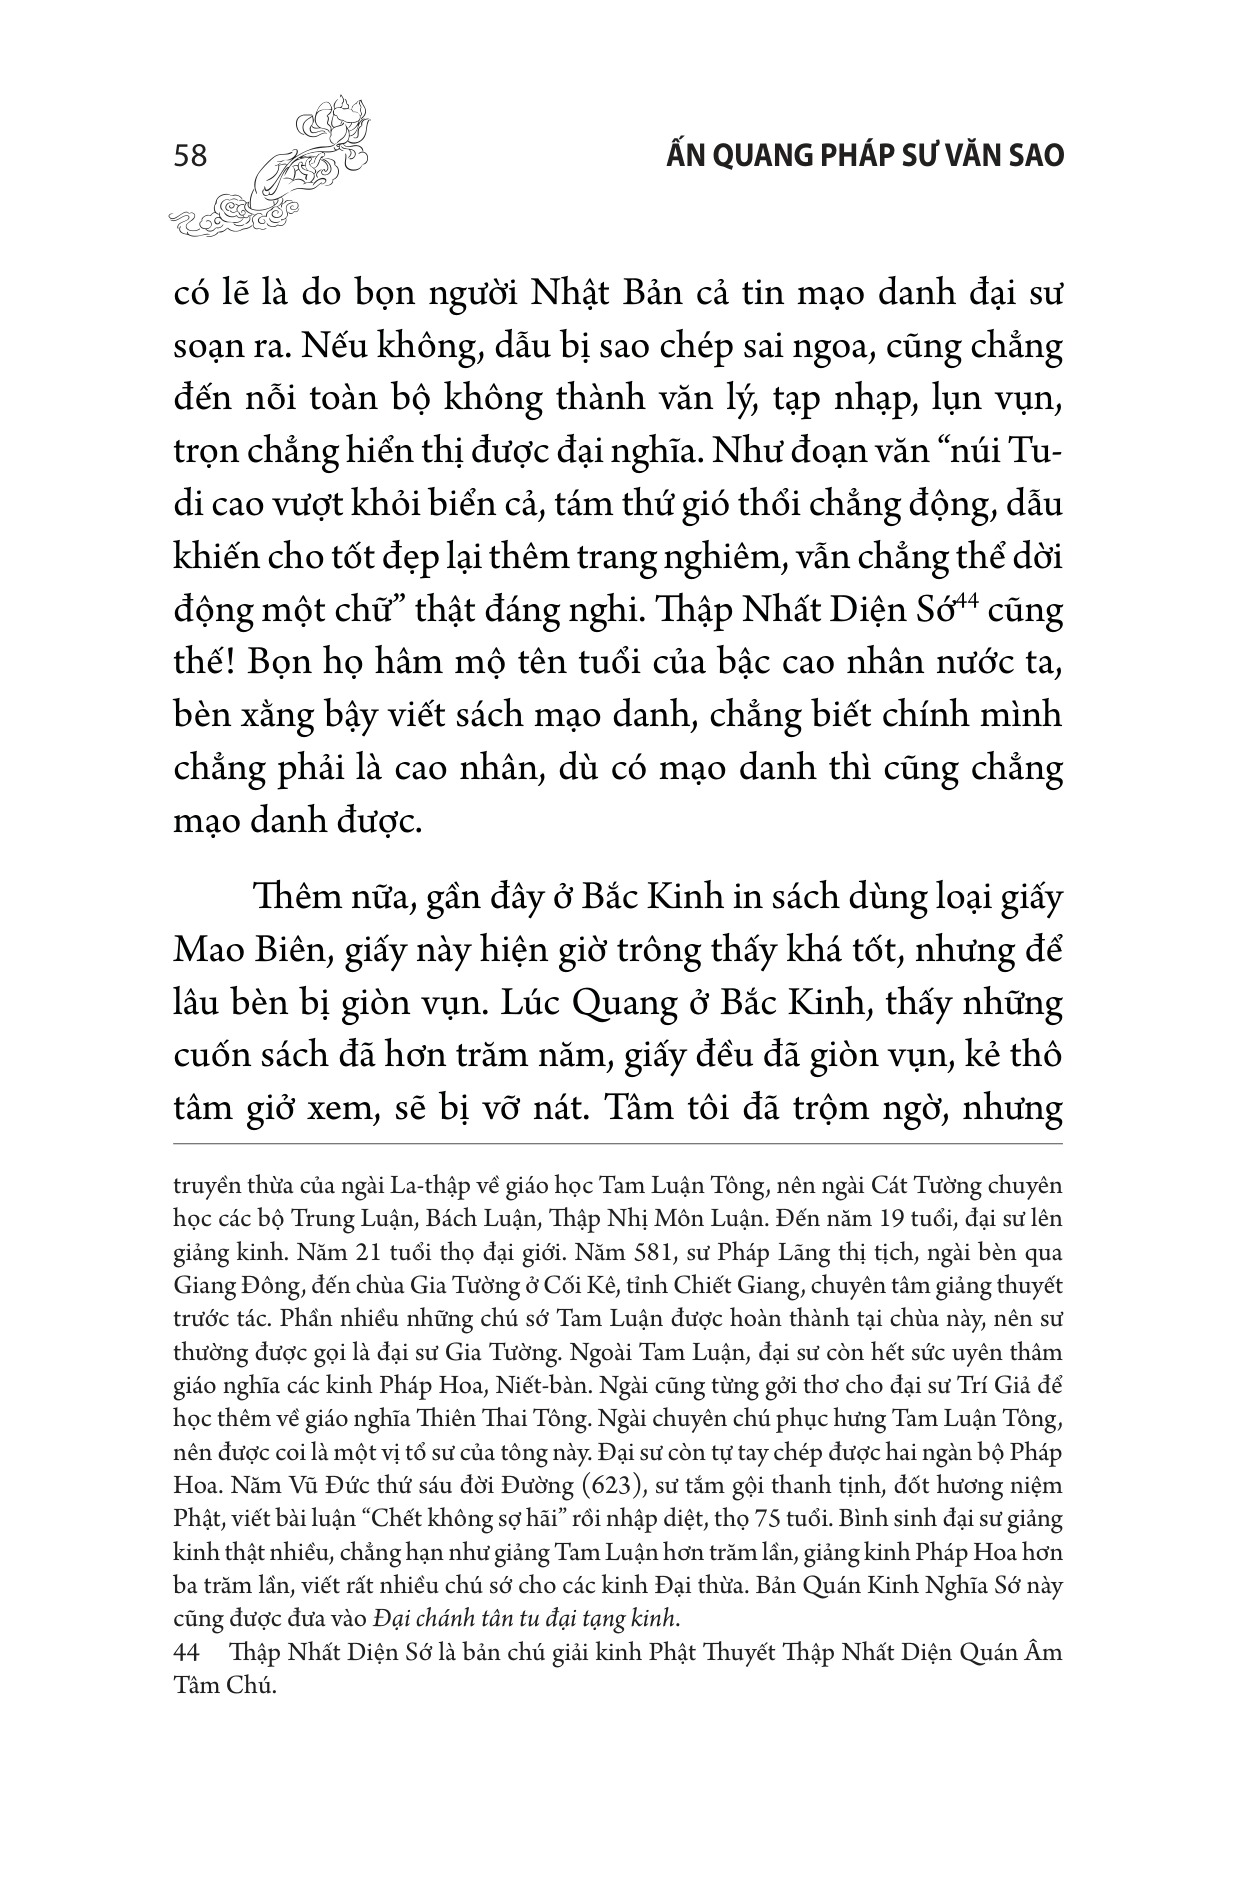 58
ẤN QUANG PHÁP SƯ VĂN SAO
có lẽ là do bọn người Nhật Bản cả tin mạo danh đại sư
soạn ra. Nếu không, dẫu bị sao chép sai ngoa, cũng chẳng
đến nỗi toàn bộ không thành văn lý, tạp nhạp, lụn vụn,
trọn chẳng hiển thị được đại nghĩa. Như đoạn văn “núi Tu-
di cao vượt khỏi biển cả, tám thứ gió thổi chẳng động, dẫu
khiến cho tốt đẹp lại thêm trang nghiêm, vẫn chẳng thể dời
động một chữ” thật đáng nghi. Thập Nhất Diện Sớ44 cũng
thế! Bọn họ hâm mộ tên tuổi của bậc cao nhân nước ta,
bèn xằng bậy viết sách mạo danh, chẳng biết chính mình
chẳng phải là cao nhân, dù có mạo danh thì cũng chẳng
mạo danh được.
Thêm nữa, gần đây ở Bắc Kinh in sách dùng loại giấy
Mao Biên, giấy này hiện giờ trông thấy khá tốt, nhưng để
lâu bèn bị giòn vụn. Lúc Quang ở Bắc Kinh, thấy những
cuốn sách đã hơn trăm năm, giấy đều đã giòn vụn, kẻ thô
tâm giở xem, sẽ bị vỡ nát. Tâm tôi đã trộm ngờ, nhưng
truyền thừa của ngài La-thập về giáo học Tam Luận Tông, nên ngài Cát Tường chuyên
học các bộ Trung Luận, Bách Luận, Thập Nhị Môn Luận. Đến năm 19 tuổi, đại sư lên
giảng kinh. Năm 21 tuổi thọ đại giới. Năm 581, sư Pháp Lãng thị tịch, ngài bèn qua
Giang Đông, đến chùa Gia Tường ở Cối Kê, tỉnh Chiết Giang, chuyên tâm giảng thuyết
trước tác. Phần nhiều những chú sớ Tam Luận được hoàn thành tại chùa này, nên sư
thường được gọi là đại sư Gia Tường. Ngoài Tam Luận, đại sư còn hết sức uyên thâm
giáo nghĩa các kinh Pháp Hoa, Niết-bàn. Ngài cũng từng gởi thơ cho đại sư Trí Giả để
học thêm về giáo nghĩa Thiên Thai Tông. Ngài chuyên chú phục hưng Tam Luận Tông,
nên được coi là một vị tổ sư của tông này. Đại sư còn tự tay chép được hai ngàn bộ Pháp
Hoa. Năm Vũ Đức thứ sáu đời Đường (623), sư tắm gội thanh tịnh, đốt hương niệm
Phật, viết bài luận “Chết không sợ hãi” rồi nhập diệt, thọ 75 tuổi. Bình sinh đại sư giảng
kinh thật nhiều, chẳng hạn như giảng Tam Luận hơn trăm lần, giảng kinh Pháp Hoa hơn
ba trăm lần, viết rất nhiều chú sớ cho các kinh Đại thừa. Bản Quán Kinh Nghĩa Sớ này
cũng được đưa vào Đại chánh tân tu đại tạng kinh.
44 Thập Nhất Diện Sớ là bản chú giải kinh Phật Thuyết Thập Nhất Diện Quán Âm
Tâm Chú.